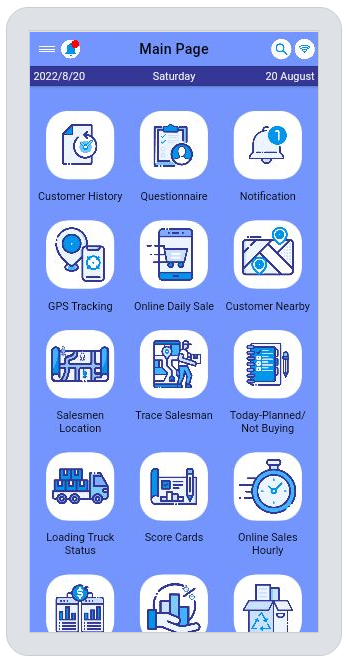 Main Page
2022/8/20 Saturday 20 August
1
Customer History Questionnaire Notification
GPS Tracking Online Daily Sale Customer Nearby
Salesmen Trace Salesman Today-Planned/
Location Not Buying
Loading Truck Score Cards Online Sales
Status Hourly
$
%